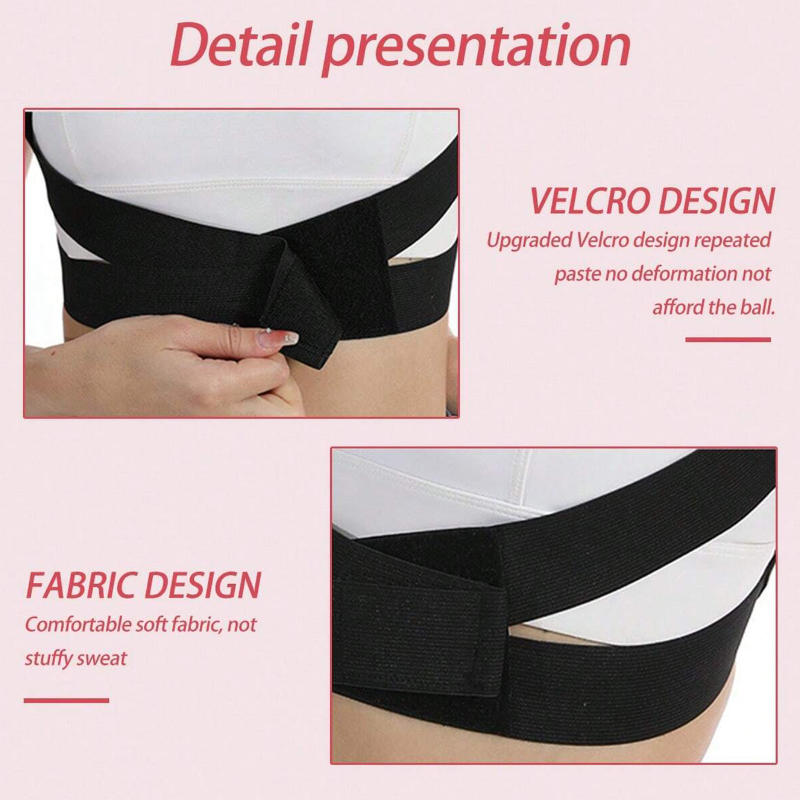 Detail presentation
VELCRO DESIGN
Upgraded Velcro design repeated
paste no deformation not
afford the ball.
FABRIC DESIGN
Comfortable soft fabric, not
stuffy sweat